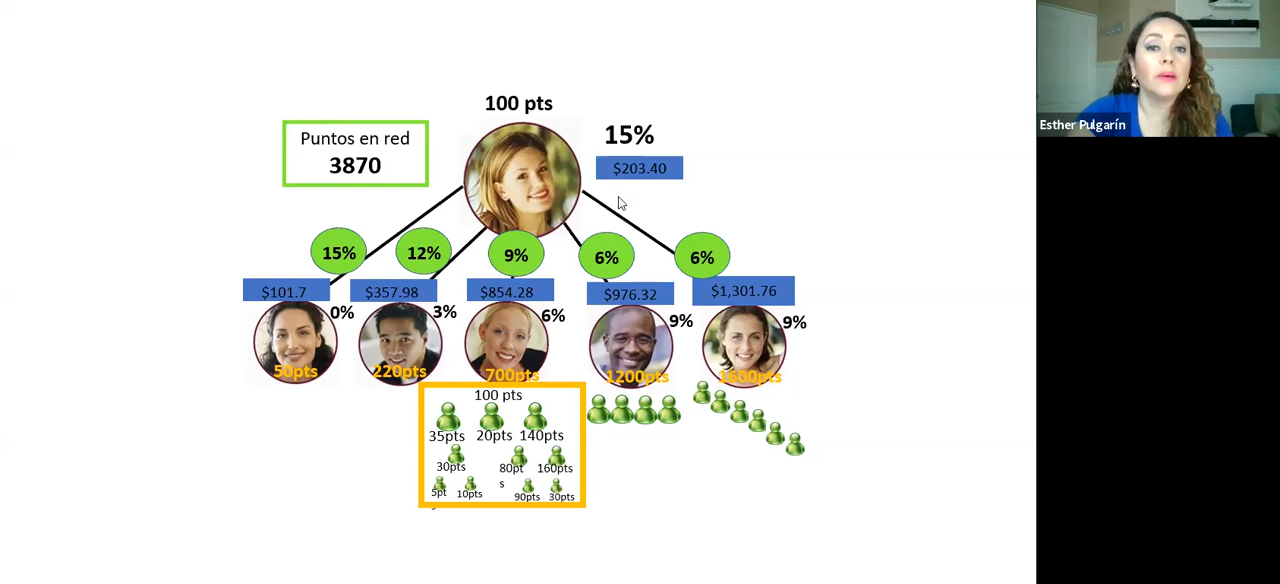 100 pts
Puntos en red
3870
15%
$203.40
Esther Pulgarín
15%
12%
9%
6%
6%
$101.7
$357.98
$854.28
$976.32
$1,301.76
0%
3%
6%
9%
9%
50pts
220pts
700pts
1200pts
1600pts
100 pts
35pts
20pts
140pts
30pts
80pt
s
160pts
5pt
10pts
90pts
30pts